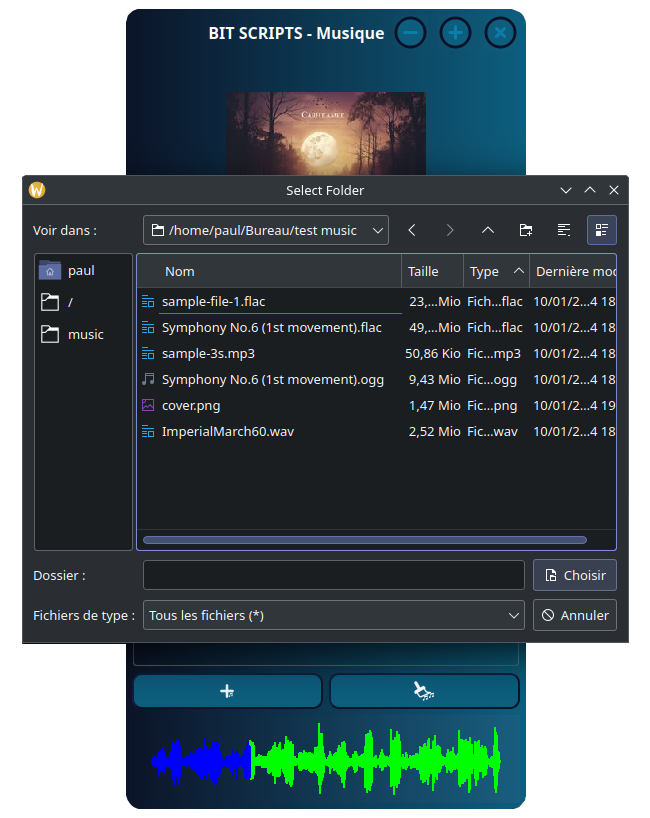 BIT SCRIPTS - Musique
Select Folder
Voir dans :
/home/paul/Bureau/test music
paul
/
music
Nom Taille Type Dernière mod
sample-file-1.flac 23,...Mio Fich...flac 10/01/2...4 18
Symphony No.6 (1st movement).flac 49,...Mio Fich...flac 10/01/2...4 18
sample-3s.mp3 50,86 Kio Fic...mp3 10/01/2...4 18
Symphony No.6 (1st movement).ogg 9,43 Mio Fic...ogg 10/01/2...4 18
cover.png 1,47 Mio Fic...png 10/01/2...4 19
ImperialMarch60.wav 2,52 Mio Fic...wav 10/01/2...4 18
Dossier :
Choisir
Fichiers de type : Tous les fichiers (*)
Annuler